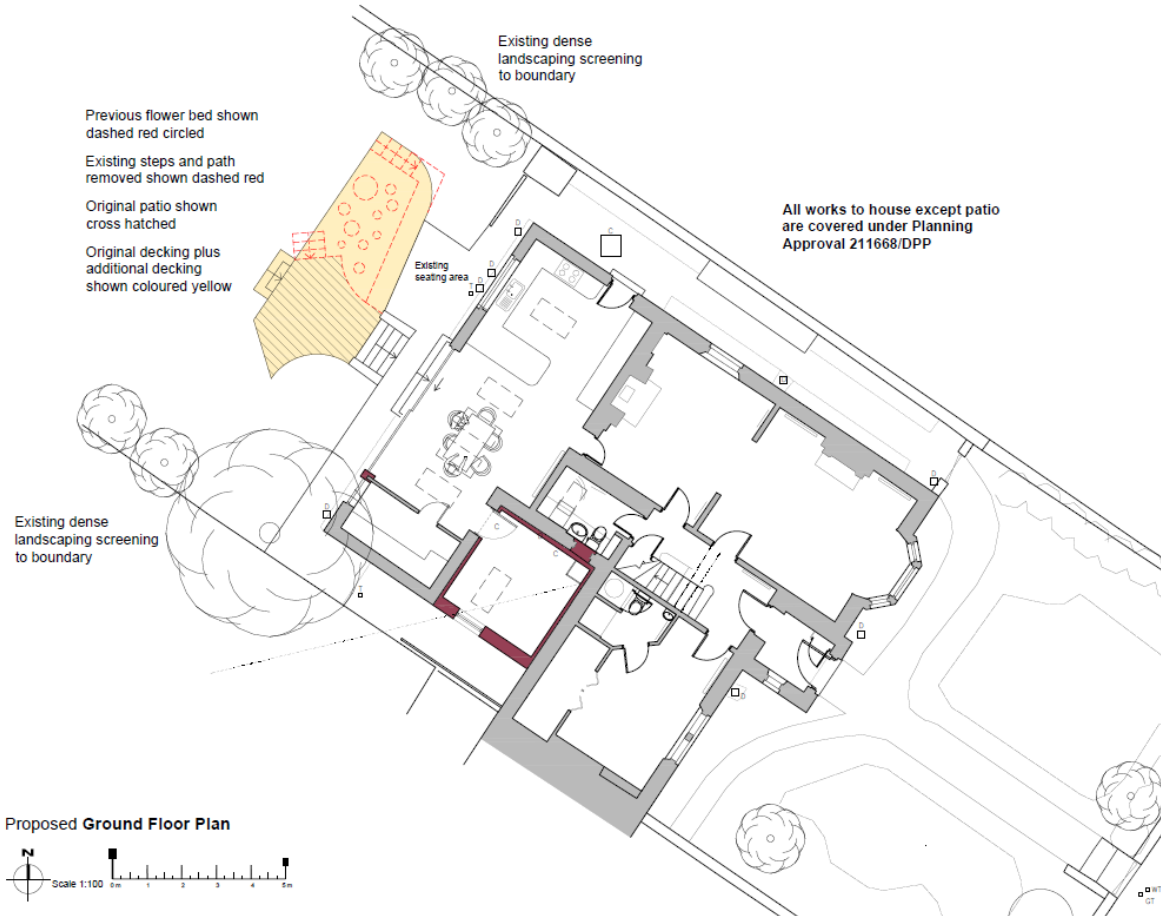 Existing dense
landscaping screening
to boundary
Previous flower bed shown
dashed red circled
Existing steps and path
removed shown dashed red
Original patio shown
cross hatched
Original decking plus
additional decking
shown coloured yellow
All works to house except patio
are covered under Planning
Approval 211668/DPP
D
C
Existing
seating area
D
T
D
D
D
C
C
Existing dense
landscaping screening
to boundary
T
D
D
Proposed Ground Floor Plan
N
Scale 1:100
0m 1 2 3 4 5m
WT
GT